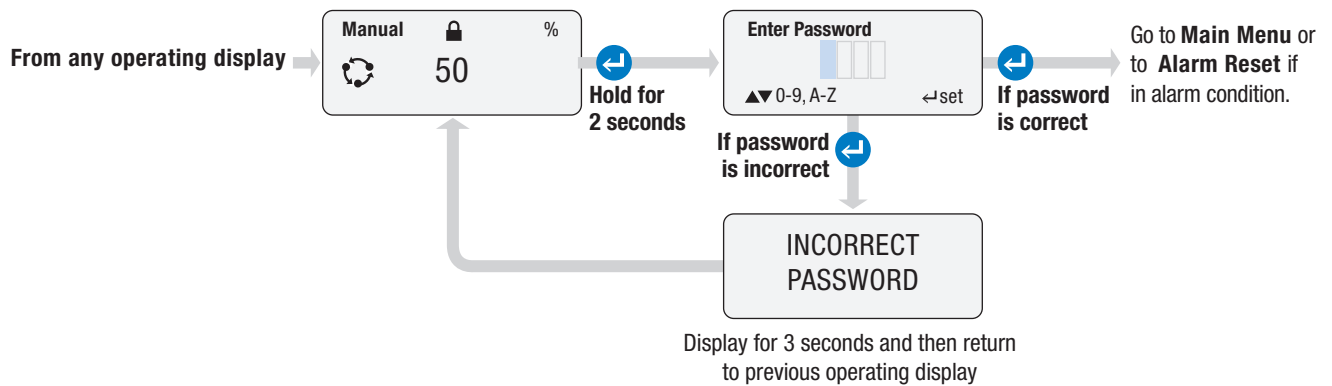 From any operating display
Manual %
50
Hold for
2 seconds
Enter Password
▲▼ 0-9, A-Z ↵set
If password
is correct
Go to Main Menu or
to Alarm Reset if
in alarm condition.
If password
is incorrect
INCORRECT
PASSWORD
Display for 3 seconds and then return
to previous operating display